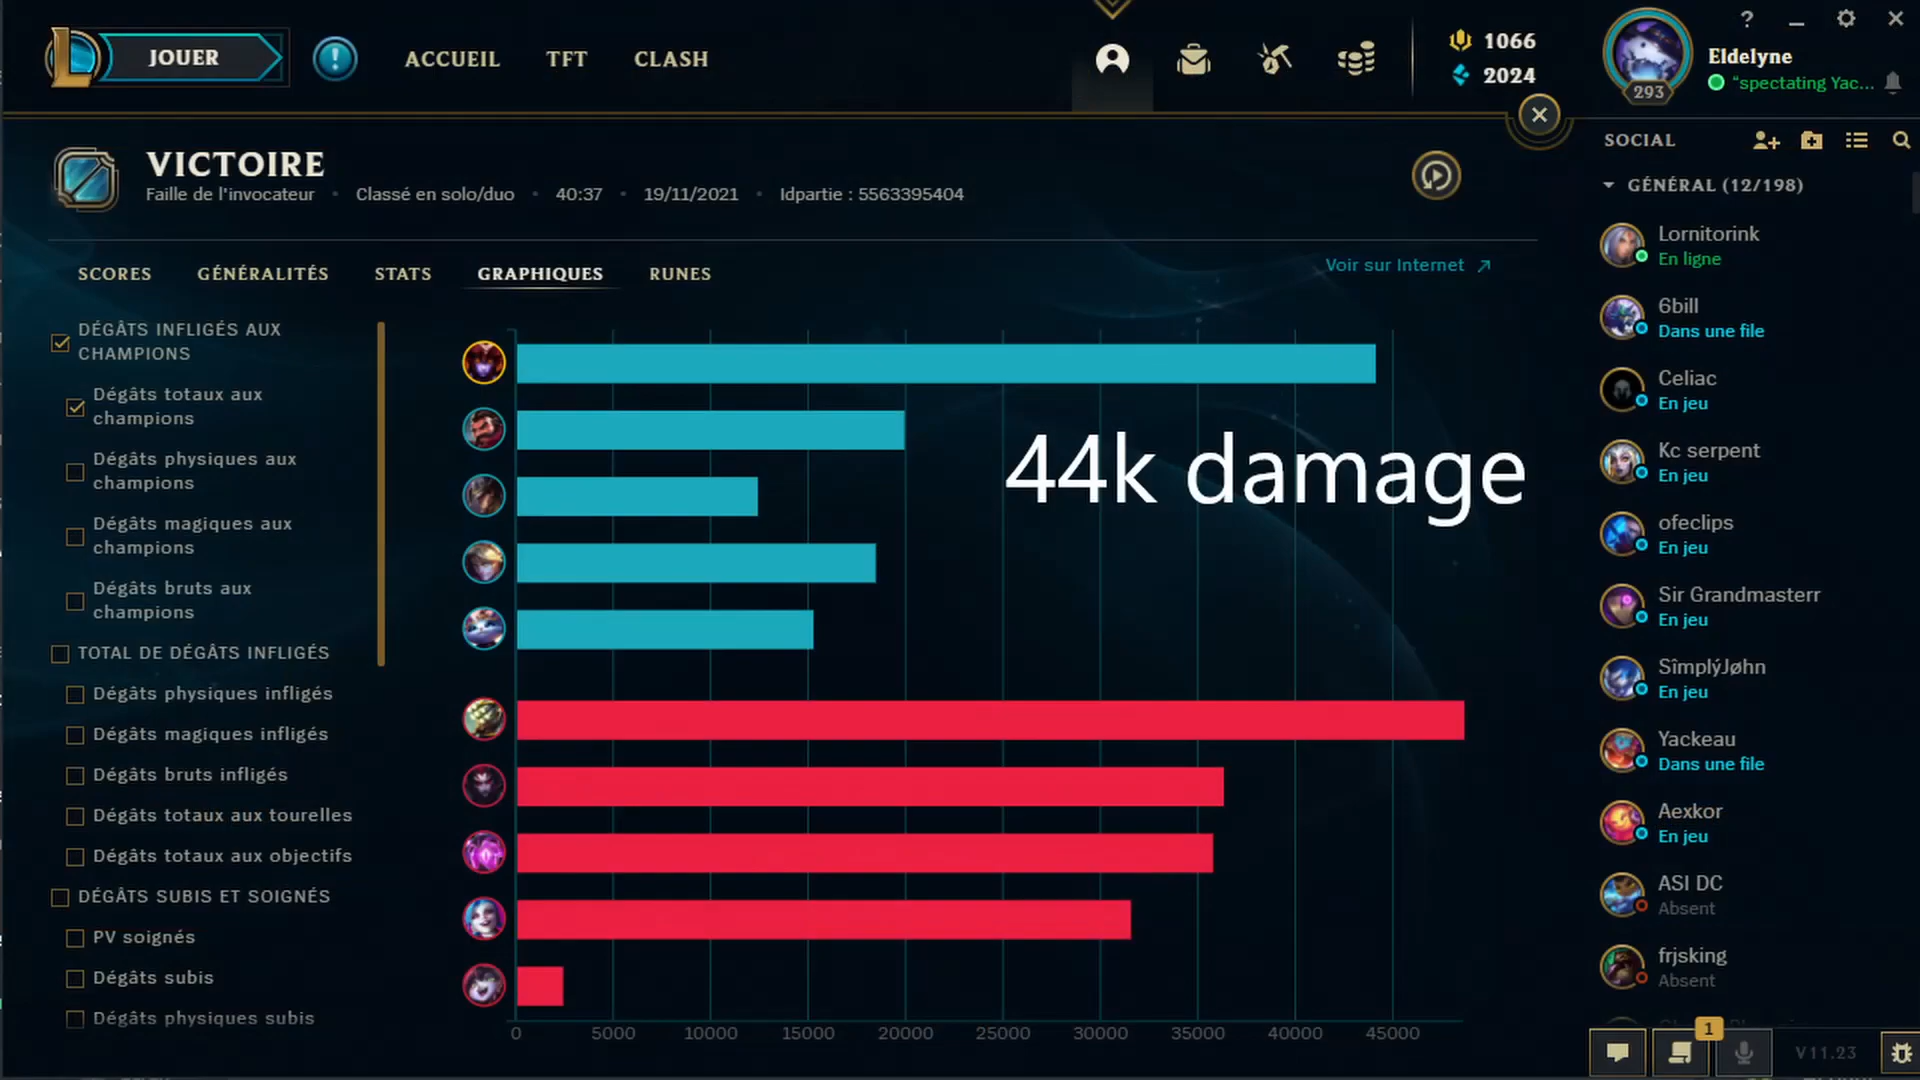 JOUER
ACCUEIL
TFT
CLASH
1066
2024
293
Eldelyne
“spectating Yac...
VICTOIRE
Faille de l'invocateur • Classé en solo/duo • 40:37 • 19/11/2021 • Idpartie : 5563395404
SOCIAL
GÉNÉRAL (12/198)
SCORES
GÉNÉRALITÉS
STATS
GRAPHIQUES
RUNES
Voir sur Internet
DÉGÂTS INFLIGÉS AUX
CHAMPIONS
Dégâts totaux aux
champions
Dégâts physiques aux
champions
Dégâts magiques aux
champions
Dégâts bruts aux
champions
TOTAL DE DÉGÂTS INFLIGÉS
Dégâts physiques infligés
Dégâts magiques infligés
Dégâts bruts infligés
Dégâts totaux aux tourelles
Dégâts totaux aux objectifs
DÉGÂTS SUBIS ET SOIGNÉS
PV soignés
Dégâts subis
Dégâts physiques subis
44k damage
0
5000
10000
15000
20000
25000
30000
35000
40000
45000
Lornitorink
En ligne
6bill
Dans une file
Celiac
En jeu
Kc serpent
En jeu
ofeclips
En jeu
Sir Grandmasterr
En jeu
SîmplýJøhn
En jeu
Yackeau
Dans une file
Aexkor
En jeu
ASI DC
Absent
frjsking
Absent
1
V11.23